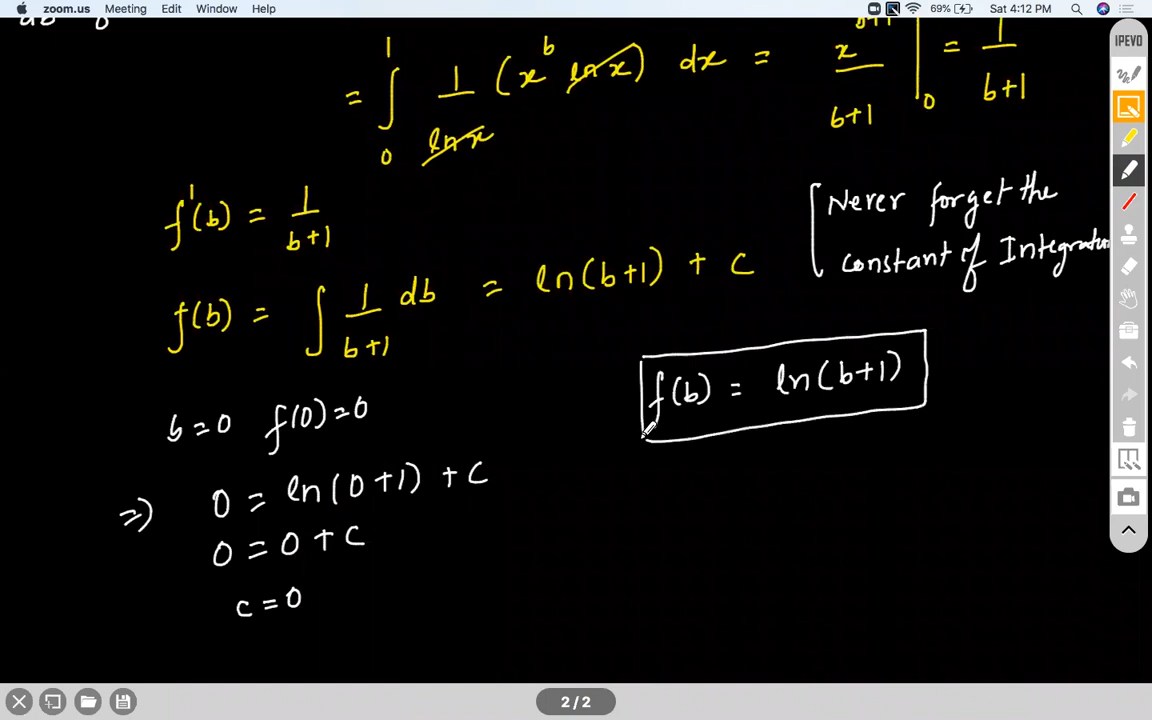 zoom.us Meeting Edit Window Help 69% Sat 4:12 PM
= ∫₀¹ 1/ln x (x^b ln x) dx = x^(b+1)/(b+1) |₀ = 1/(b+1)
IPEVO
f'(b) = 1/(b+1)
[Never forget the
constant of Integration
f(b) = ∫ 1/(b+1) db = ln(b+1) + c
f(b) = ln(b+1)
b=0 f(0)=0
⇒ 0 = ln(0+1) + c
0 = 0 + c
c = 0
2/2